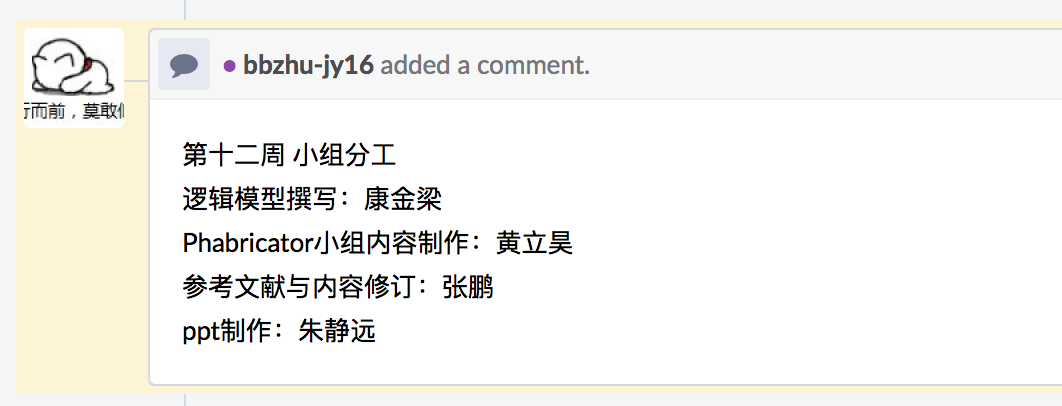 bbzhu-jy16 added a comment.
行而前，莫敢
第十二周 小组分工
逻辑模型撰写：康金梁
Phabricator小组内容制作：黄立昊
参考文献与内容修订：张鹏
ppt制作：朱静远